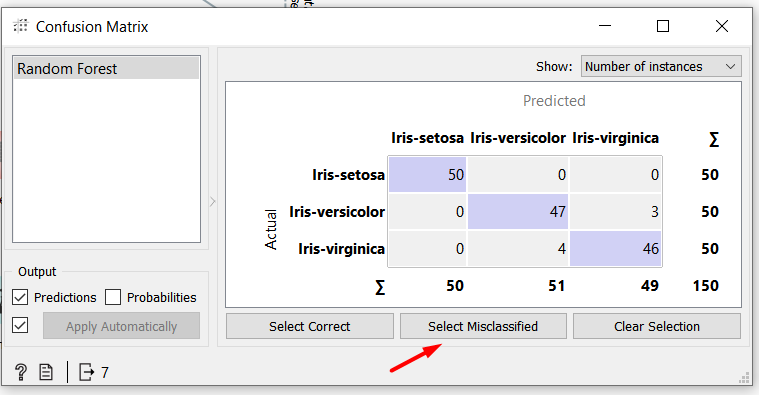 Confusion Matrix
Random Forest
Show: Number of instances
Predicted
Iris-setosa Iris-versicolor Iris-virginica ∑
Iris-setosa 50 0 0 50
Iris-versicolor 0 47 3 50
Iris-virginica 0 4 46 50
∑ 50 51 49 150
Actual
Output
Predictions Probabilities
Apply Automatically
Select Correct Select Misclassified Clear Selection
7